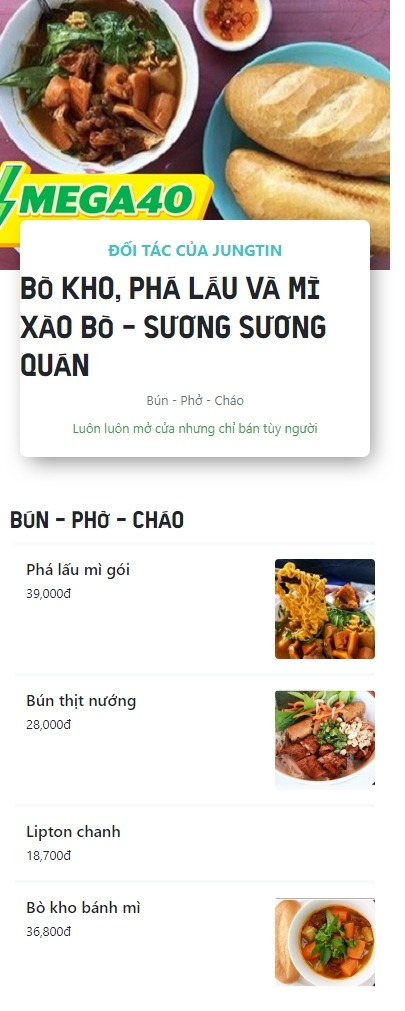 MEGA40
ĐỐI TÁC CỦA JUNGTIN
BÒ KHO, PHÁ LẤU VÀ MÌ
XÀO BÒ - SƯƠNG SƯƠNG
QUÁN
Bún - Phở - Cháo
Luôn luôn mở cửa nhưng chỉ bán tùy người
BÚN - PHỞ - CHÁO
Phá lấu mì gói
39,000đ
Bún thịt nướng
28,000đ
Lipton chanh
18,700đ
Bò kho bánh mì
36,800đ